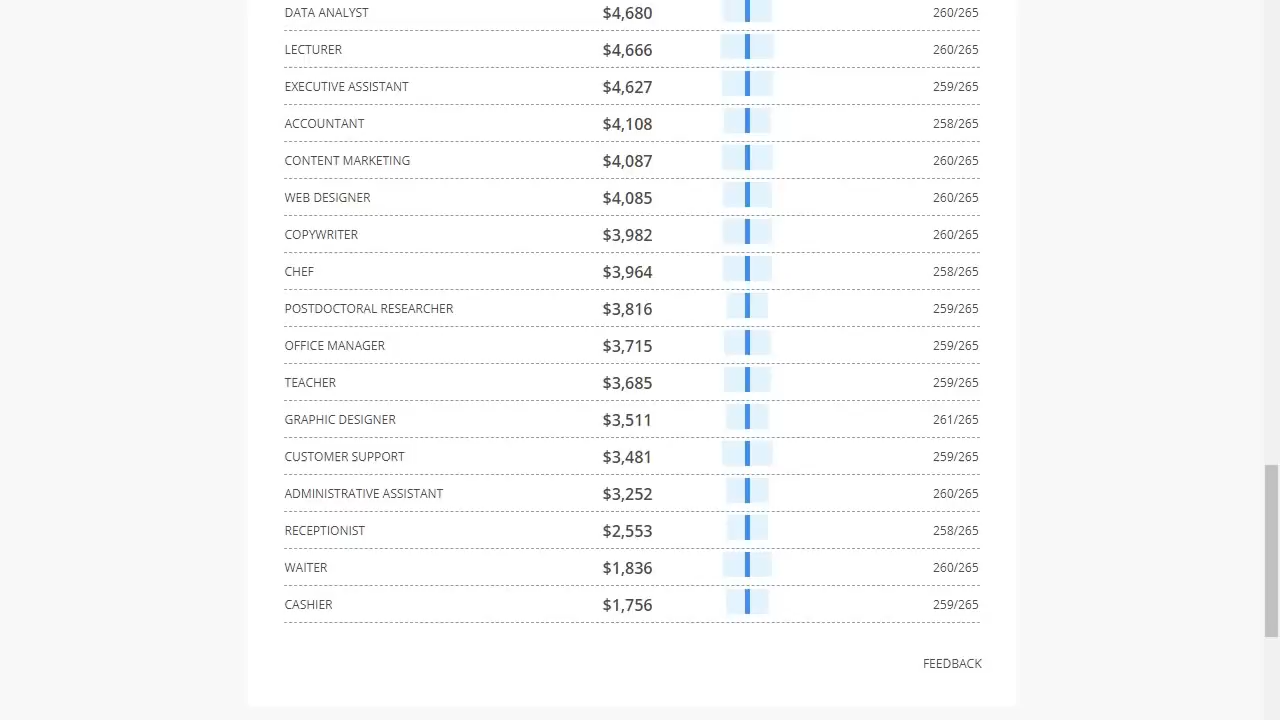 DATA ANALYST $4,680 260/265
LECTURER $4,666 260/265
EXECUTIVE ASSISTANT $4,627 259/265
ACCOUNTANT $4,108 258/265
CONTENT MARKETING $4,087 260/265
WEB DESIGNER $4,085 260/265
COPYWRITER $3,982 260/265
CHEF $3,964 258/265
POSTDOCTORAL RESEARCHER $3,816 259/265
OFFICE MANAGER $3,715 259/265
TEACHER $3,685 259/265
GRAPHIC DESIGNER $3,511 261/265
CUSTOMER SUPPORT $3,481 259/265
ADMINISTRATIVE ASSISTANT $3,252 260/265
RECEPTIONIST $2,553 258/265
WAITER $1,836 260/265
CASHIER $1,756 259/265
FEEDBACK